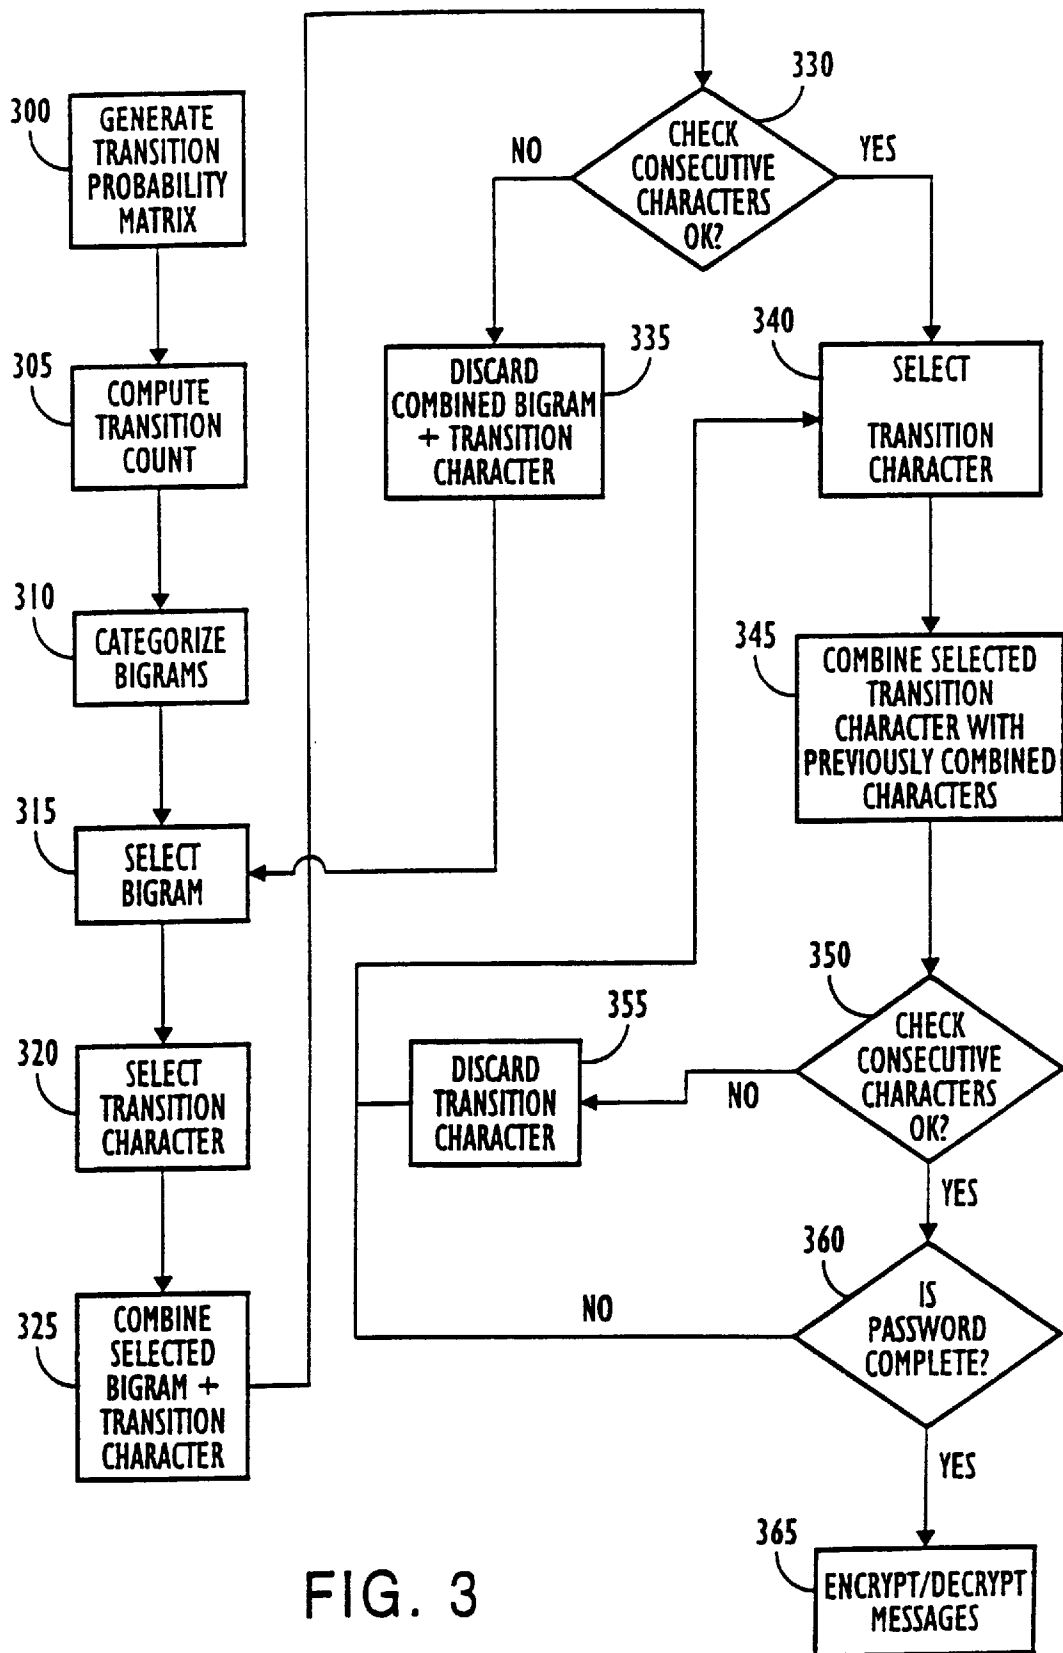 300
GENERATE
TRANSITION
PROBABILITY
MATRIX
305
COMPUTE
TRANSITION
COUNT
310
CATEGORIZE
BIGRAMS
315
SELECT
BIGRAM
320
SELECT
TRANSITION
CHARACTER
325
COMBINE
SELECTED
BIGRAM +
TRANSITION
CHARACTER
330
CHECK
CONSECUTIVE
CHARACTERS
OK?
NO
YES
335
DISCARD
COMBINED BIGRAM
+ TRANSITION
CHARACTER
340
SELECT
TRANSITION
CHARACTER
345
COMBINE SELECTED
TRANSITION
CHARACTER WITH
PREVIOUSLY COMBINED
CHARACTERS
350
CHECK
CONSECUTIVE
CHARACTERS
OK?
NO
YES
355
DISCARD
TRANSITION
CHARACTER
360
IS
PASSWORD
COMPLETE?
NO
YES
365
ENCRYPT/DECRYPT
MESSAGES
FIG. 3